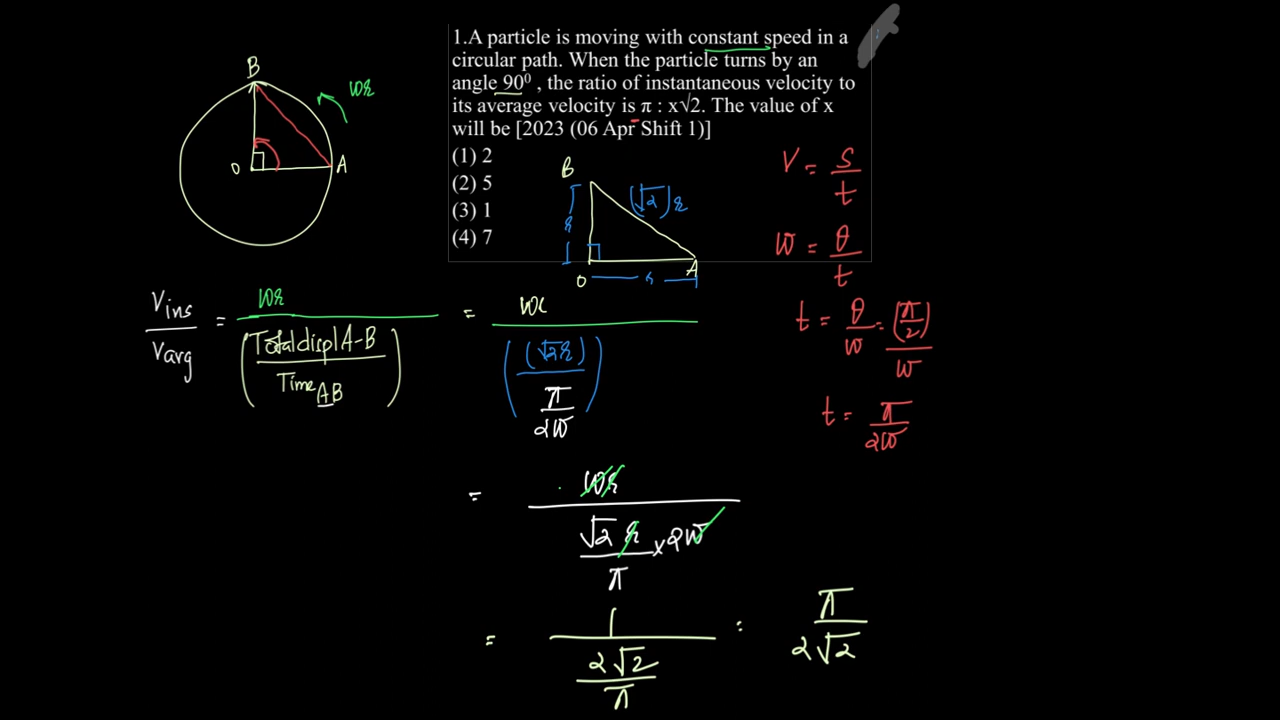 1.A particle is moving with constant speed in a
circular path. When the particle turns by an
angle 90⁰ , the ratio of instantaneous velocity to
its average velocity is π : x√2. The value of x
will be [2023 (06 Apr Shift 1)]
(1) 2
(2) 5
(3) 1
(4) 7
B
ωr
O
A
B
(√2)r
r
O
r
A
V = S/t
ω = θ/t
t = θ/ω = (π/2)/ω
t = π/2ω
Vins/Varg = ωr/(Total displ A-B/Time AB) = ωr/((√2r)/(π/2ω))
= ωr/(√2 r/π × 2ω)
= 1/(2√2/π) = π/2√2